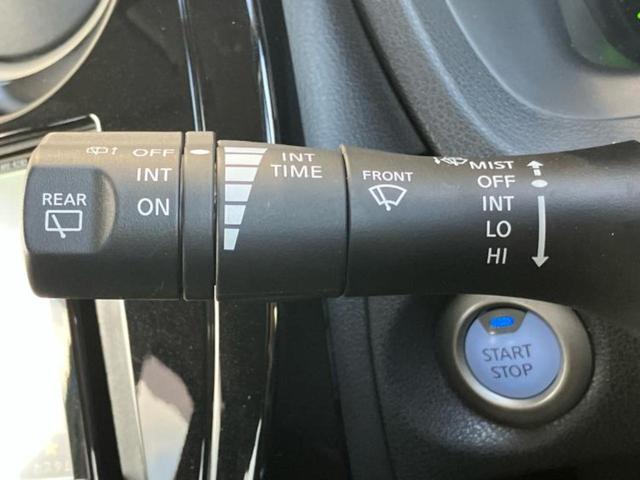 REAR
OFF
INT
ON
INT
TIME
FRONT
MIST
OFF
INT
LO
HI
START
STOP